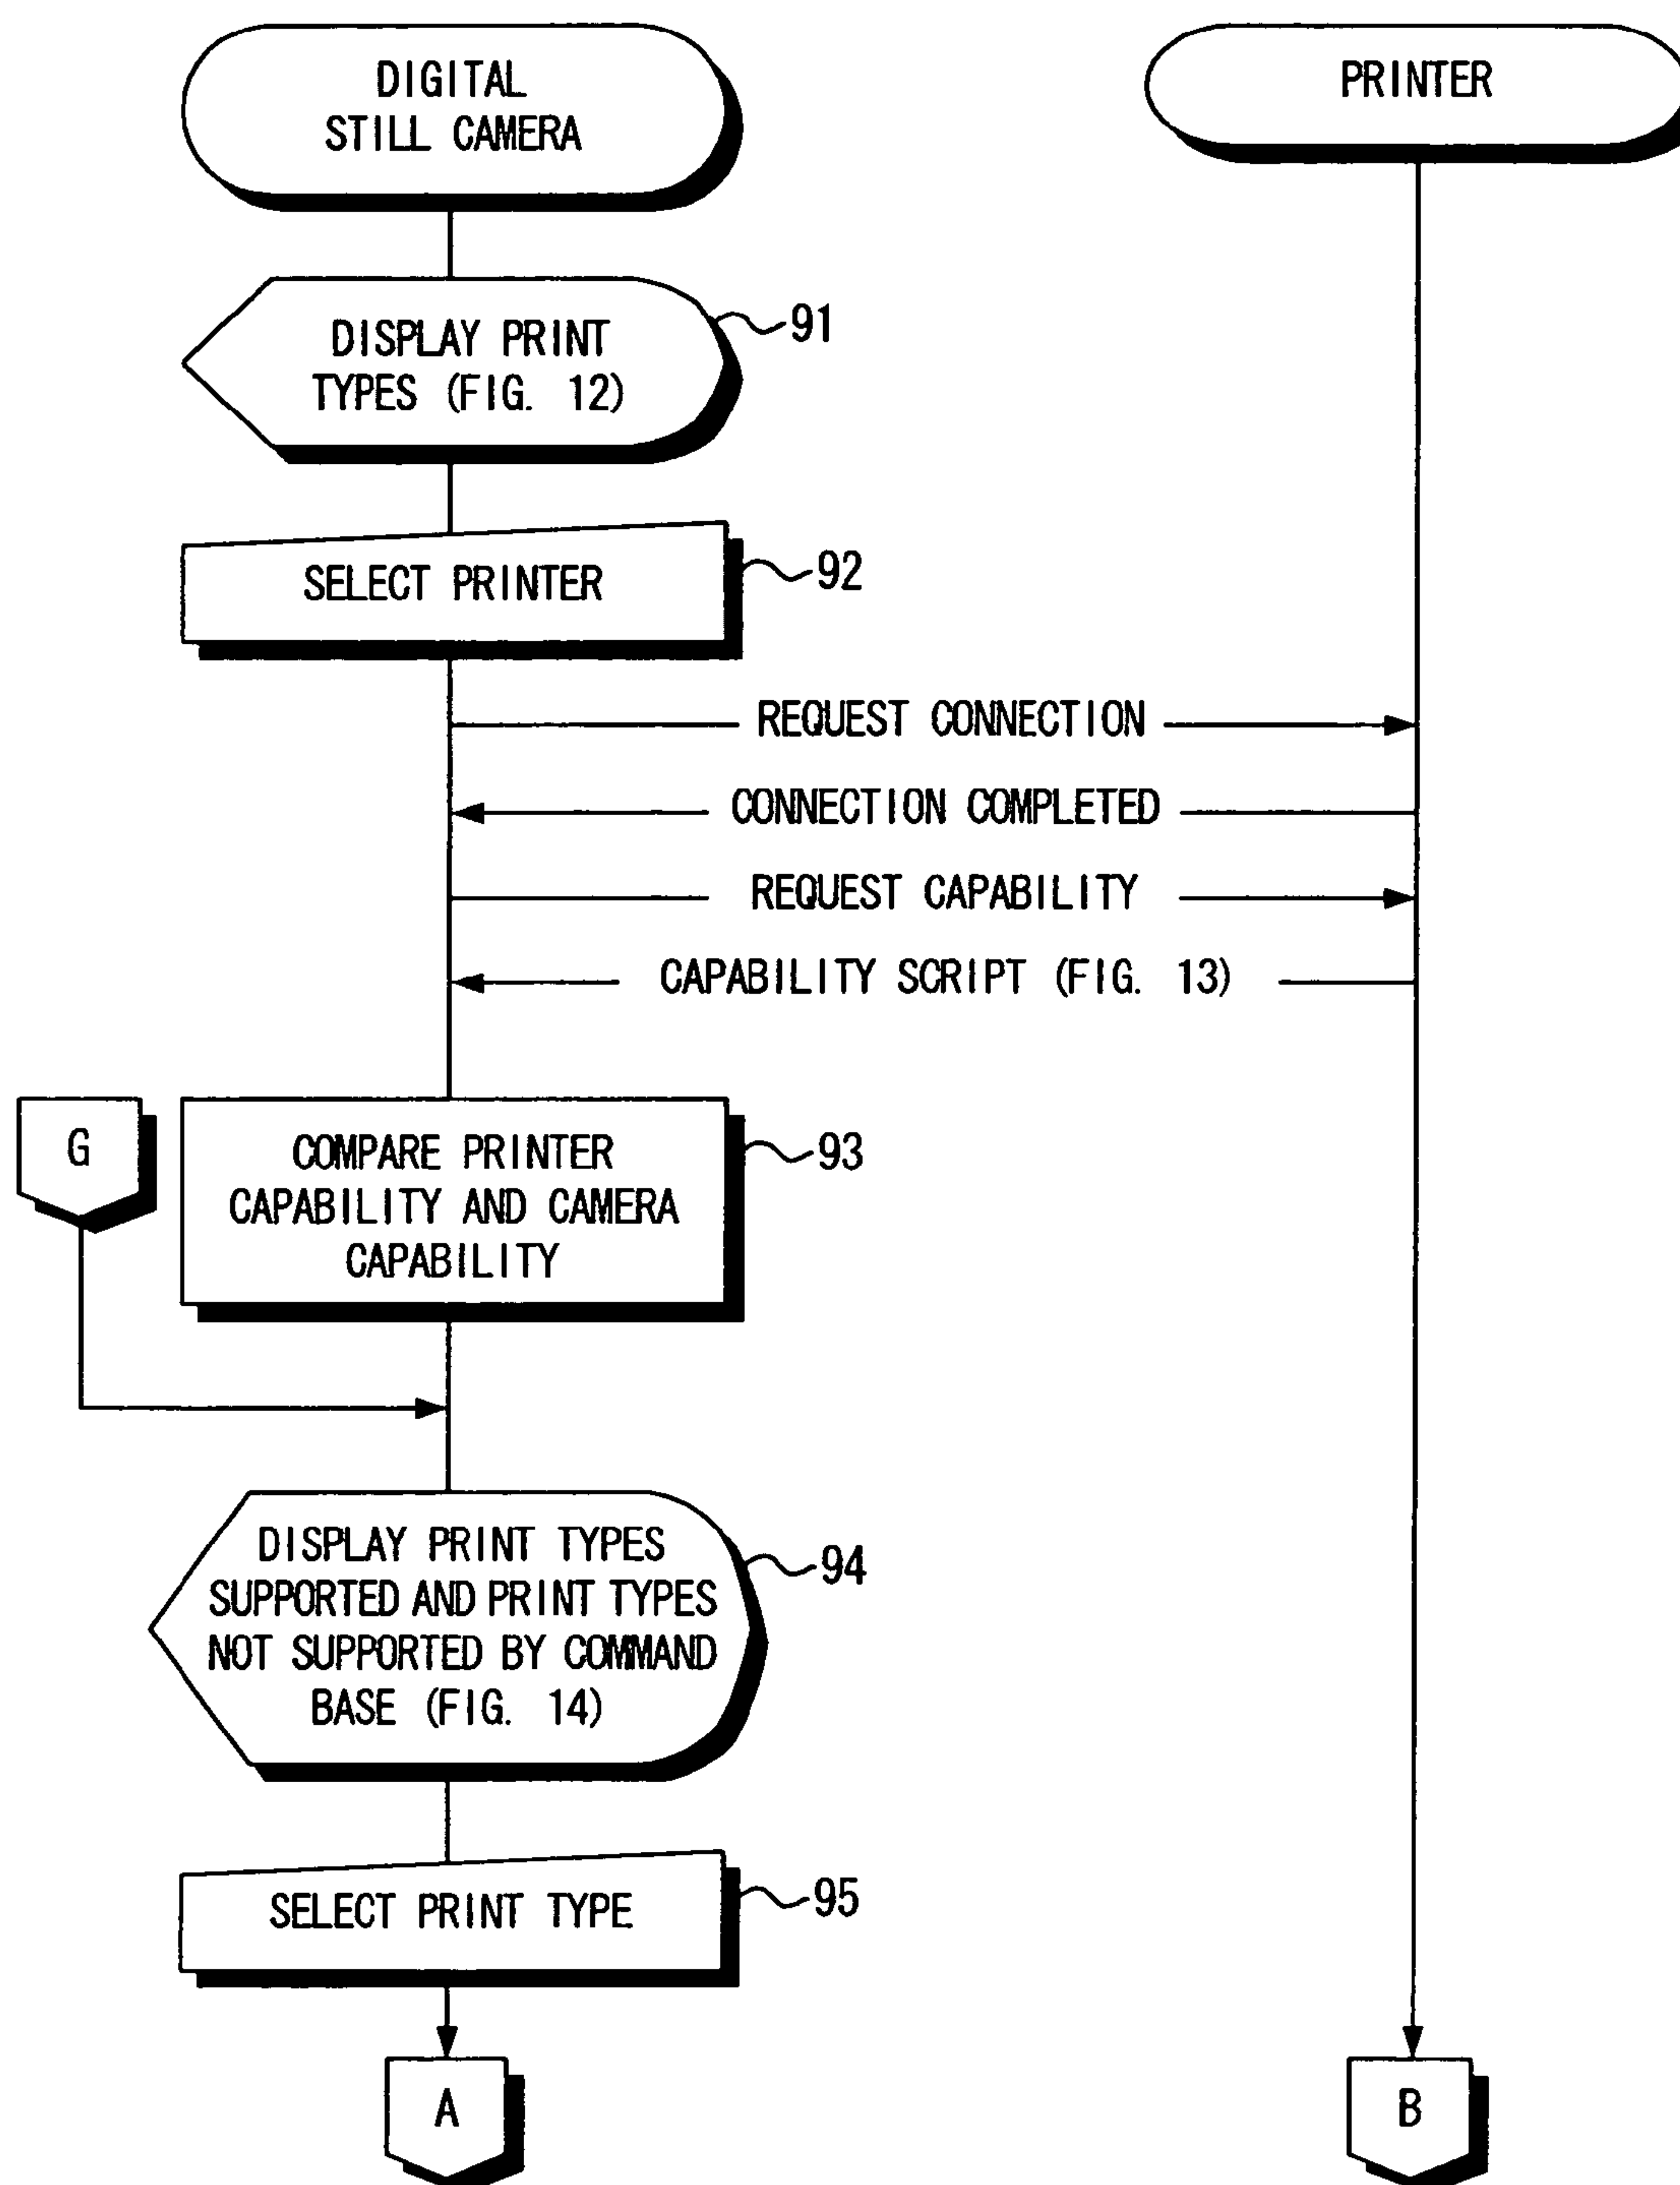 DIGITAL
STILL CAMERA
PRINTER
DISPLAY PRINT
TYPES (FIG. 12)
91
SELECT PRINTER
92
REQUEST CONNECTION
CONNECTION COMPLETED
REQUEST CAPABILITY
CAPABILITY SCRIPT (FIG. 13)
G
COMPARE PRINTER
CAPABILITY AND CAMERA
CAPABILITY
93
DISPLAY PRINT TYPES
SUPPORTED AND PRINT TYPES
NOT SUPPORTED BY COMMAND
BASE (FIG. 14)
94
SELECT PRINT TYPE
95
A
B